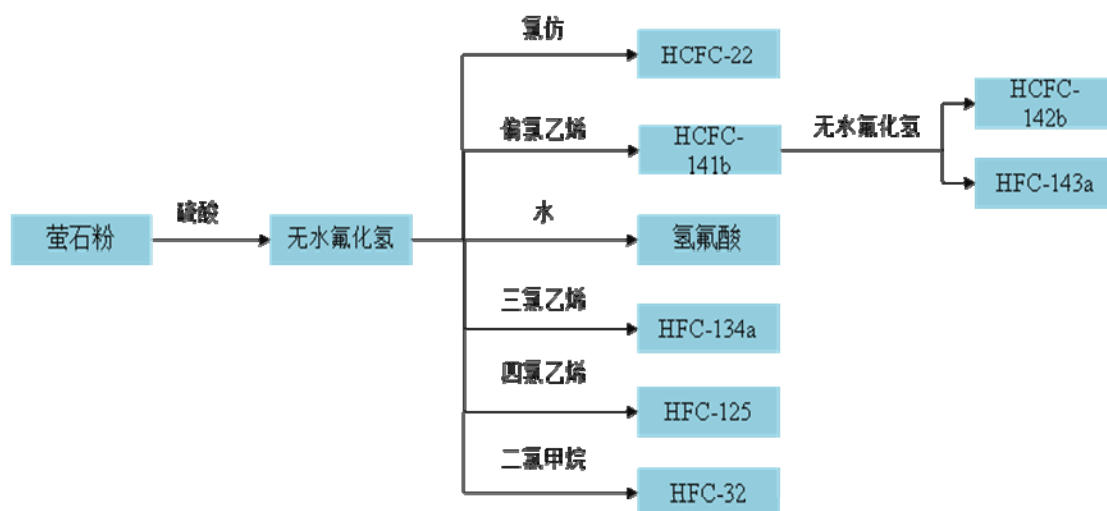 氯仿
HCFC-22
偏氯乙烯
HCFC-
141b
无水氟化氢
HCFC-
142b
HFC-143a
萤石粉
硫酸
无水氟化氢
水
氢氟酸
三氯乙烯
HFC-134a
四氯乙烯
HFC-125
二氯甲烷
HFC-32